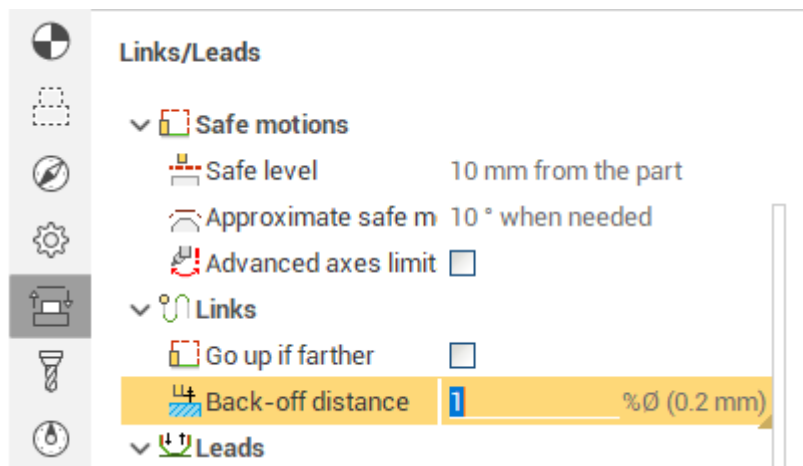 Links/Leads
Safe motions
Safe level 10 mm from the part
Approximate safe m 10 ° when needed
Advanced axes limit
Links
Go up if farther
Back-off distance 1 %Ø (0.2 mm)
Leads